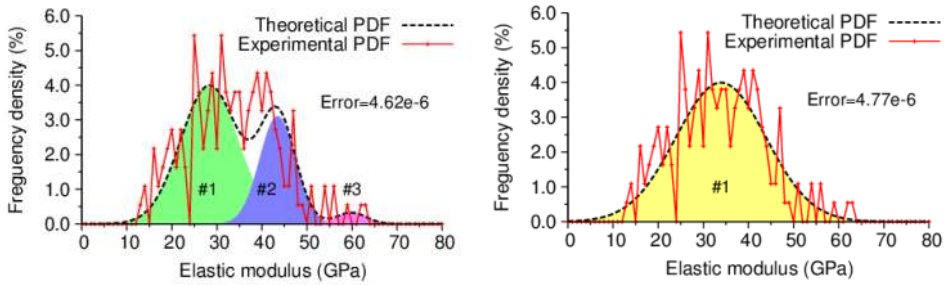 6.0
5.0
4.0
3.0
2.0
1.0
0.0
Freguency density (%)
Theoretical PDF
Experimental PDF
Error=4.62e-6
#1
#2
#3
0 10 20 30 40 50 60 70 80
Elastic modulus (GPa)
6.0
5.0
4.0
3.0
2.0
1.0
0.0
Freguency density (%)
Theoretical PDF
Experimental PDF
Error=4.77e-6
#1
0 10 20 30 40 50 60 70 80
Elastic modulus (GPa)